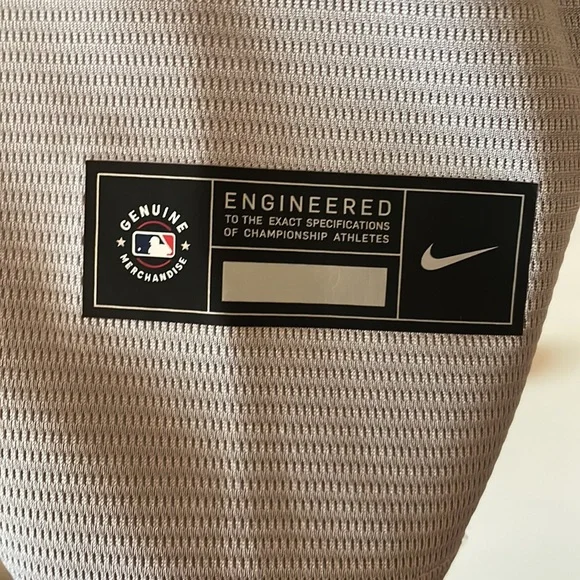 GENUINE
MERCHANDISE
ENGINEERED
TO THE EXACT SPECIFICATIONS
OF CHAMPIONSHIP ATHLETES